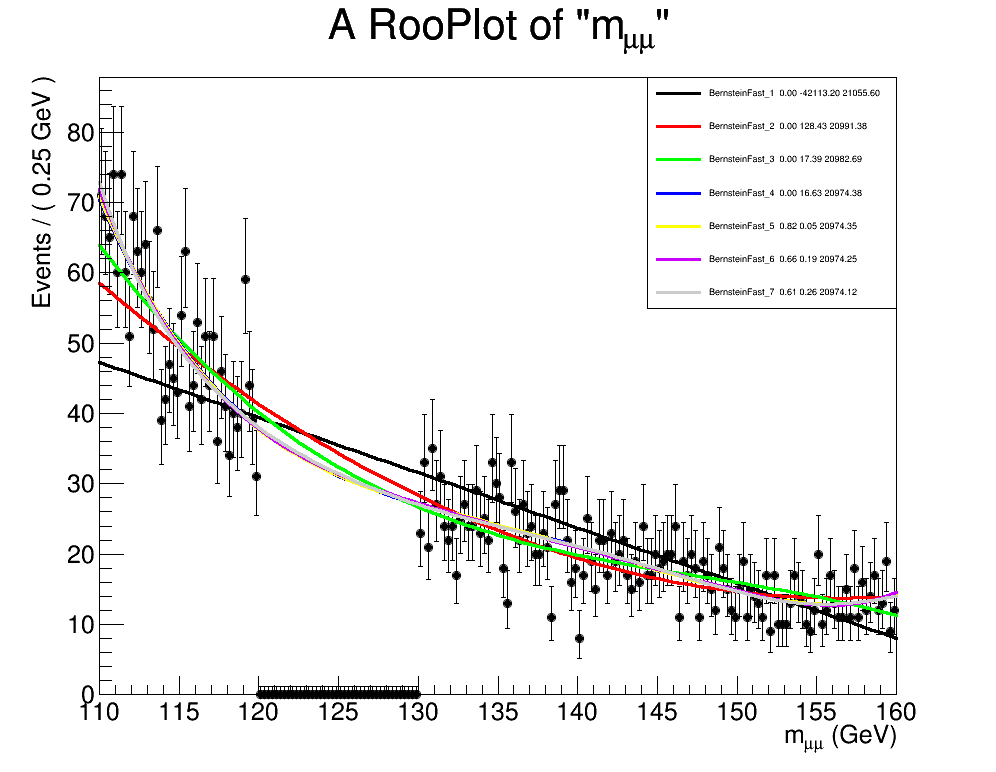 A RooPlot of "mμμ"
Events / ( 0.25 GeV )
80
70
60
50
40
30
20
10
0
BernsteinFast_1 0.00 -42113.20 21055.60
BernsteinFast_2 0.00 128.43 20991.38
BernsteinFast_3 0.00 17.39 20982.69
BernsteinFast_4 0.00 16.63 20974.38
BernsteinFast_5 0.82 0.05 20974.35
BernsteinFast_6 0.66 0.19 20974.25
BernsteinFast_7 0.61 0.26 20974.12
110 115 120 125 130 135 140 145 150 155 160
mμμ (GeV)